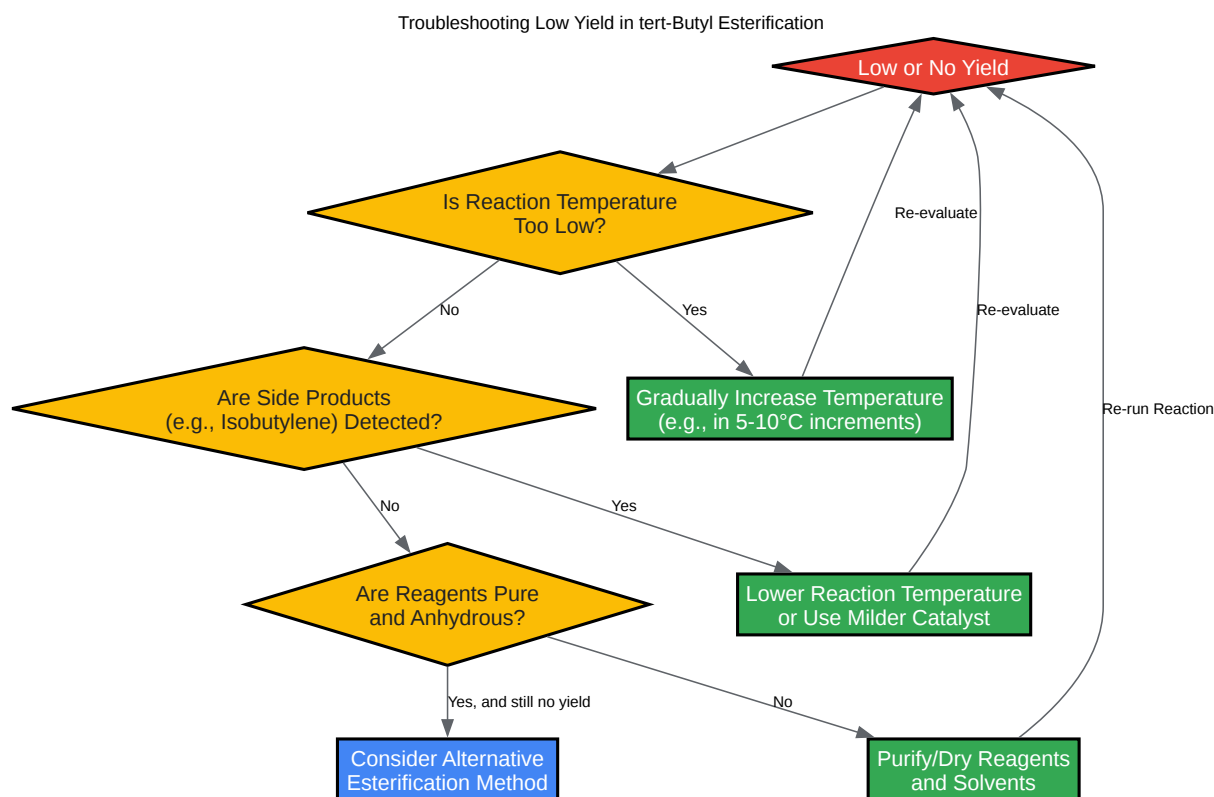 Troubleshooting Low Yield in tert-Butyl Esterification
Low or No Yield
Is Reaction Temperature
Too Low?
Re-evaluate
No
Yes
Re-evaluate
Are Side Products
(e.g., Isobutylene) Detected?
Gradually Increase Temperature
(e.g., in 5-10°C increments)
Re-run Reaction
No
Yes
Are Reagents Pure
and Anhydrous?
Lower Reaction Temperature
or Use Milder Catalyst
Yes, and still no yield
No
Consider Alternative
Esterification Method
Purify/Dry Reagents
and Solvents